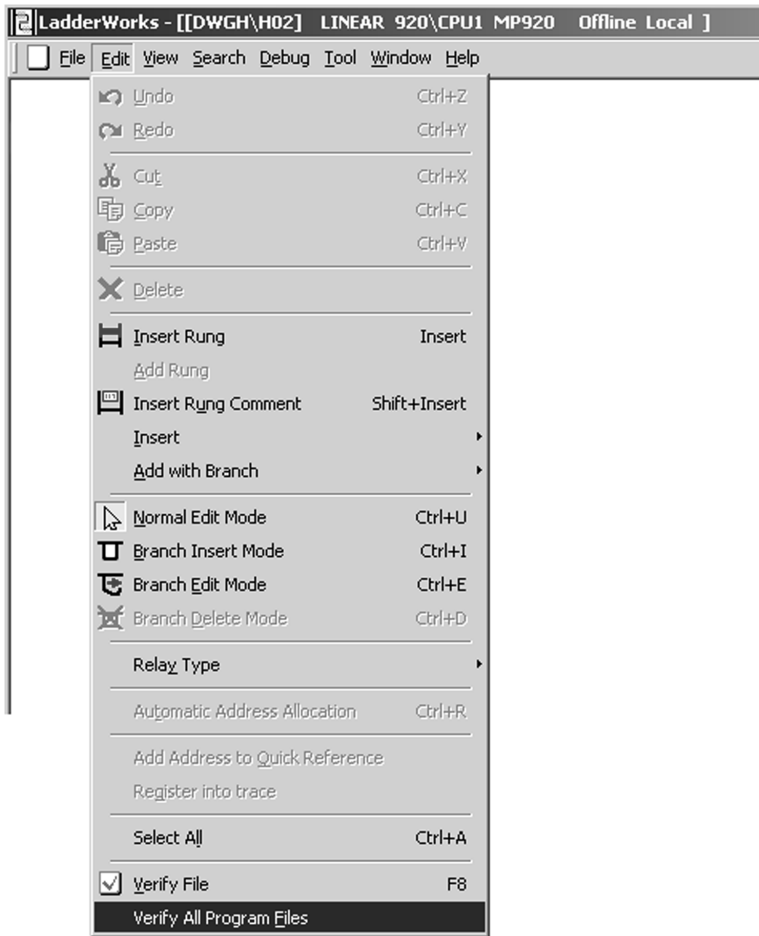 LadderWorks - [[DWGH\H02] LINEAR 920\CPU1 MP920 Offline Local ]
File Edit View Search Debug Tool Window Help
Undo Ctrl+Z
Redo Ctrl+Y
Cut Ctrl+X
Copy Ctrl+C
Paste Ctrl+V
Delete
Insert Rung Insert
Add Rung
Insert Rung Comment Shift+Insert
Insert
Add with Branch
Normal Edit Mode Ctrl+U
Branch Insert Mode Ctrl+I
Branch Edit Mode Ctrl+E
Branch Delete Mode Ctrl+D
Relay Type
Automatic Address Allocation Ctrl+R
Add Address to Quick Reference
Register into trace
Select All Ctrl+A
Verify File F8
Verify All Program Files